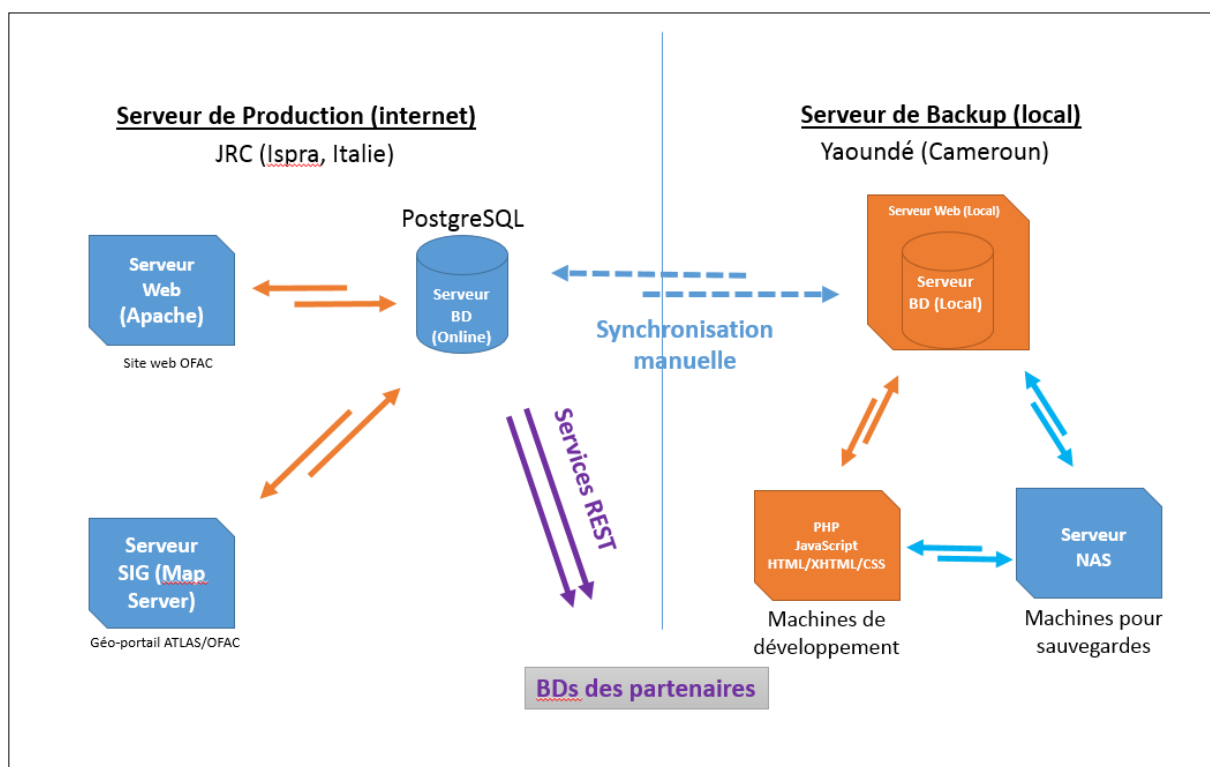 Serveur de Production (internet)
JRC (Ispra, Italie)
PostgreSQL
Serveur
Web
(Apache)
Site web OFAC
Serveur
BD
(Online)
Serveur
SIG (Map
Server)
Géo-portail ATLAS/OFAC
Services REST
Synchronisation
manuelle
BDs des partenaires
Serveur de Backup (local)
Yaoundé (Cameroun)
Serveur Web (Local)
Serveur
BD (Local)
PHP
JavaScript
HTML/XHTML/CSS
Machines de
développement
Serveur
NAS
Machines pour
sauvegardes